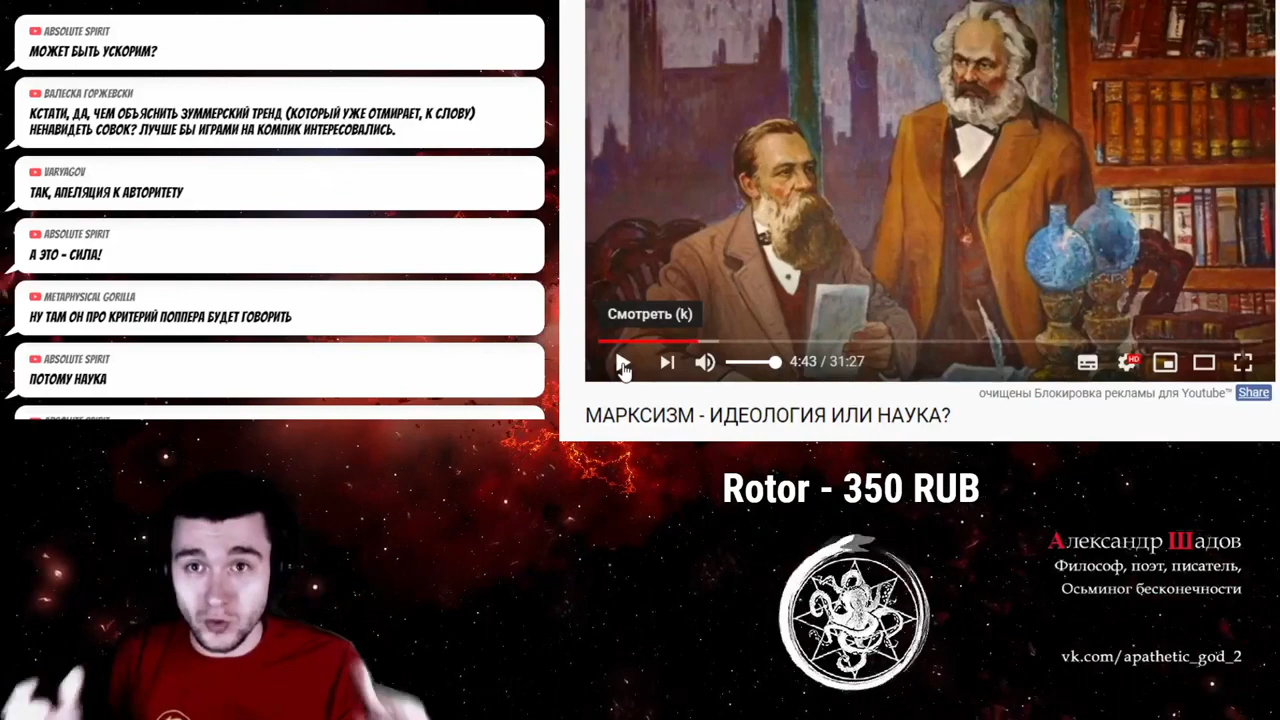 ABSOLUTE SPIRIT
МОЖЕТ БЫТЬ УСКОРИМ?
ВАЛЕСКА ГОРЖЕВСКИ
КСТАТИ, ДА, ЧЕМ ОБЪЯСНИТЬ ЗУММЕРСКИЙ ТРЕНД (КОТОРЫЙ УЖЕ ОТМИРАЕТ, К СЛОВУ)
НЕНАВИДЕТЬ СОВОК? ЛУЧШЕ БЫ ИГРАМИ НА КОМПИК ИНТЕРЕСОВАЛИСЬ.
VARYAGOV
ТАК, АПЕЛЯЦИЯ К АВТОРИТЕТУ
ABSOLUTE SPIRIT
А ЭТО - СИЛА!
METAPHYSICAL GORILLA
НУ ТАМ ОН ПРО КРИТЕРИЙ ПОППЕРА БУДЕТ ГОВОРИТЬ
ABSOLUTE SPIRIT
ПОТОМУ НАУКА
ABSOLUTE SPIRIT
Смотреть (k)
4:43 / 31:27
HD
очищены Блокировка рекламы для Youtube™ Share
МАРКСИЗМ - ИДЕОЛОГИЯ ИЛИ НАУКА?
Rotor - 350 RUB
Александр Шадов
Философ, поэт, писатель,
Осьминог бесконечности
vk.com/apathetic_god_2